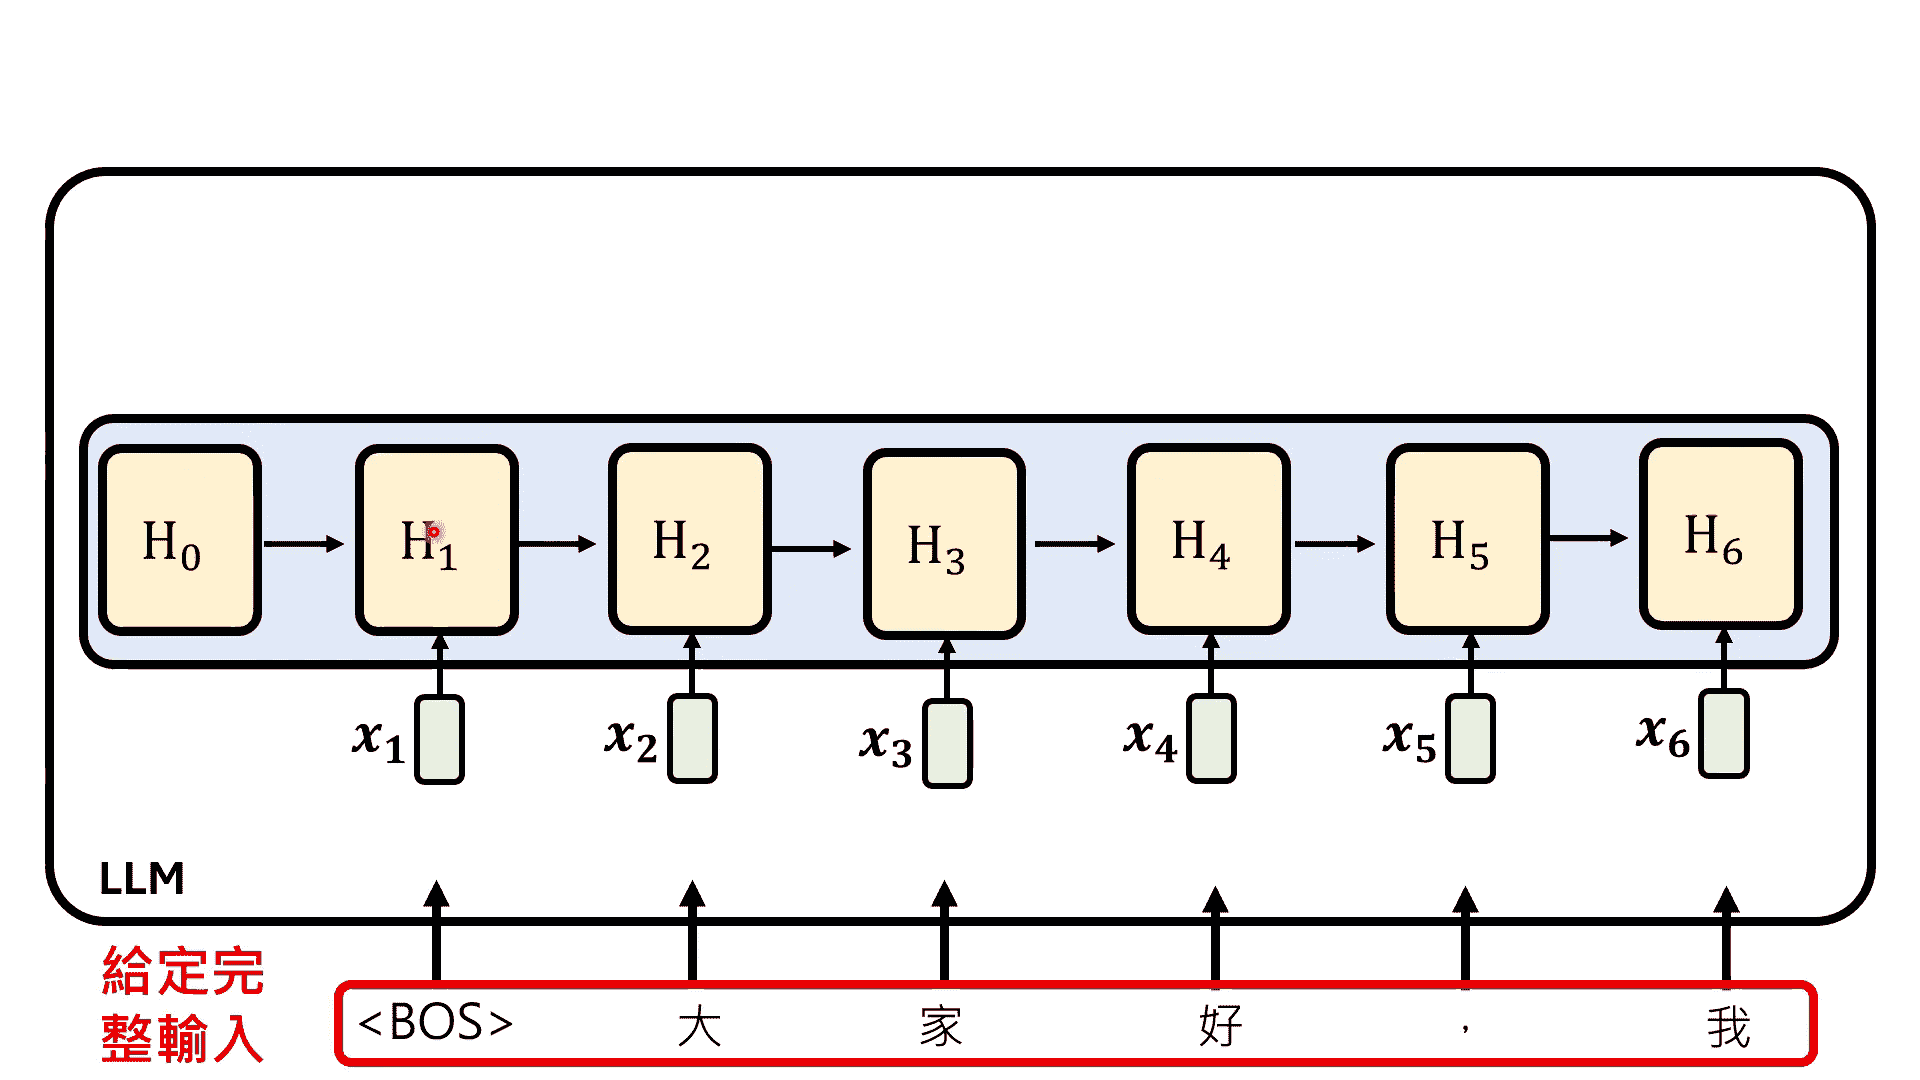 H₀ H₁ H₂ H₃ H₄ H₅ H₆
x₁ x₂ x₃ x₄ x₅ x₆
LLM
給定完
整輸入
<BOS> 大 家 好 ， 我